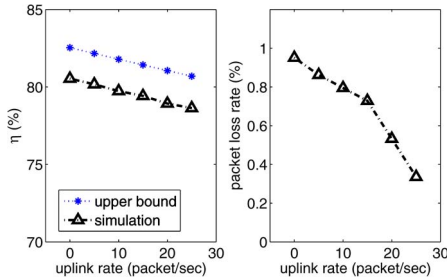 85
80
75
70
η (%)
0 10 20 30
uplink rate (packet/sec)
upper bound
simulation
1
0.8
0.6
0.4
0.2
0
packet loss rate (%)
0 10 20 30
uplink rate (packet/sec)